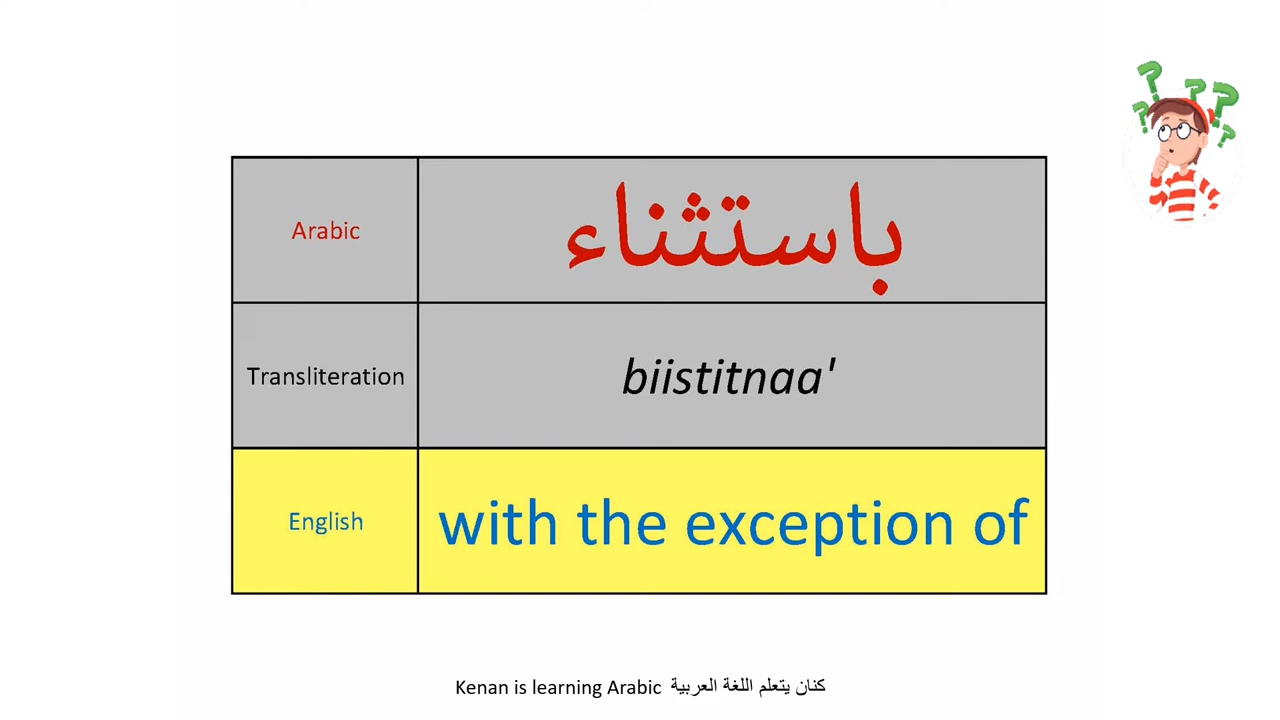 Arabic باستثناء
Transliteration biistitnaa'
English with the exception of
Kenan is learning Arabic كنان يتعلم اللغة العربية